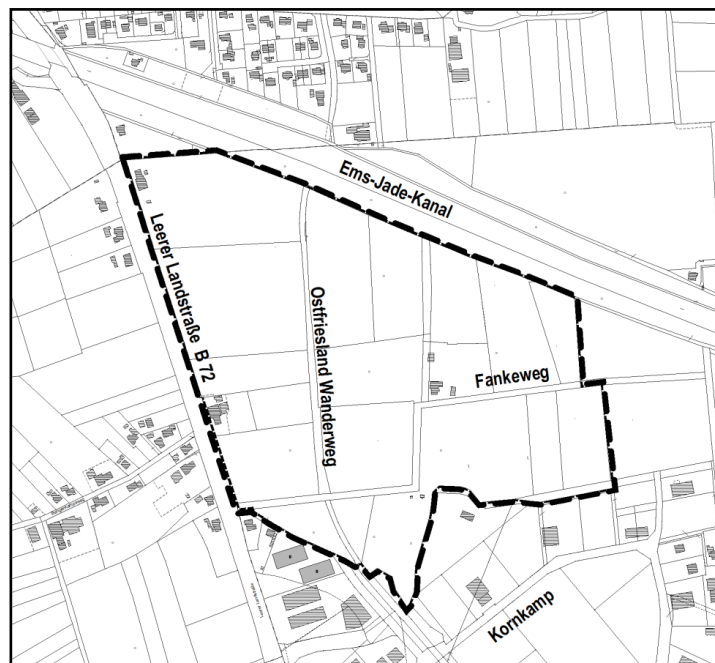 Ems-Jade-Kanal
Leerer Landstraße B 72
Ostfriesland Wanderweg
Fankeweg
Kornkamp